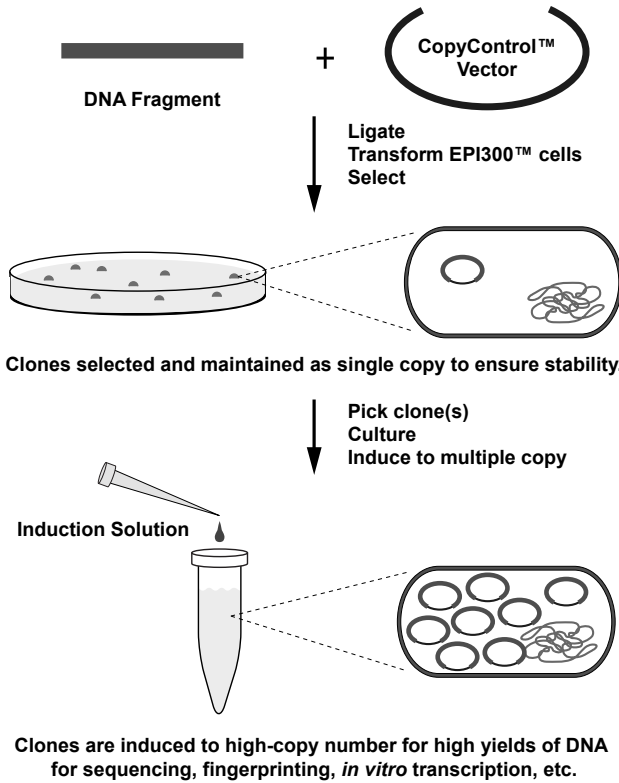 +
CopyControl™
Vector
DNA Fragment
Ligate
Transform EPI300™ cells
Select
Clones selected and maintained as single copy to ensure stability.
Pick clone(s)
Culture
Induce to multiple copy
Induction Solution
Clones are induced to high-copy number for high yields of DNA
for sequencing, fingerprinting, in vitro transcription, etc.